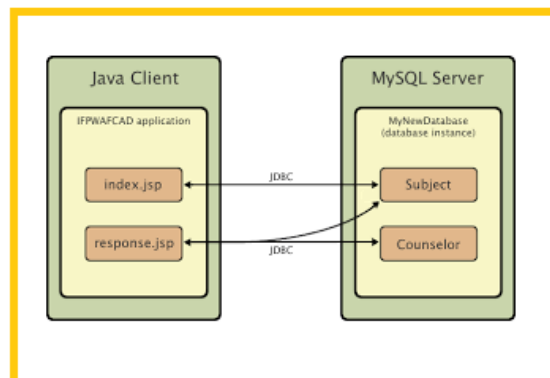 Java Client
MySQL Server
IFPWAFCAD application
MyNewDatabase
(database instance)
index.jsp
JDBC
Subject
response.jsp
JDBC
Counselor